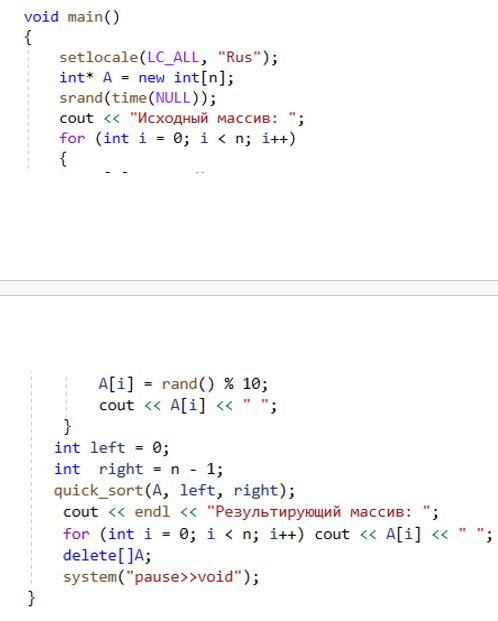 void main()
{
setlocale(LC_ALL, "Rus");
int* A = new int[n];
srand(time(NULL));
cout << "Исходный массив: ";
for (int i = 0; i < n; i++)
{
A[i] = rand() % 10;
cout << A[i] << " ";
}
int left = 0;
int  right = n - 1;
quick_sort(A, left, right);
cout << endl << "Результирующий массив: ";
for (int i = 0; i < n; i++) cout << A[i] << " ";
delete[]A;
system("pause>>void");
}